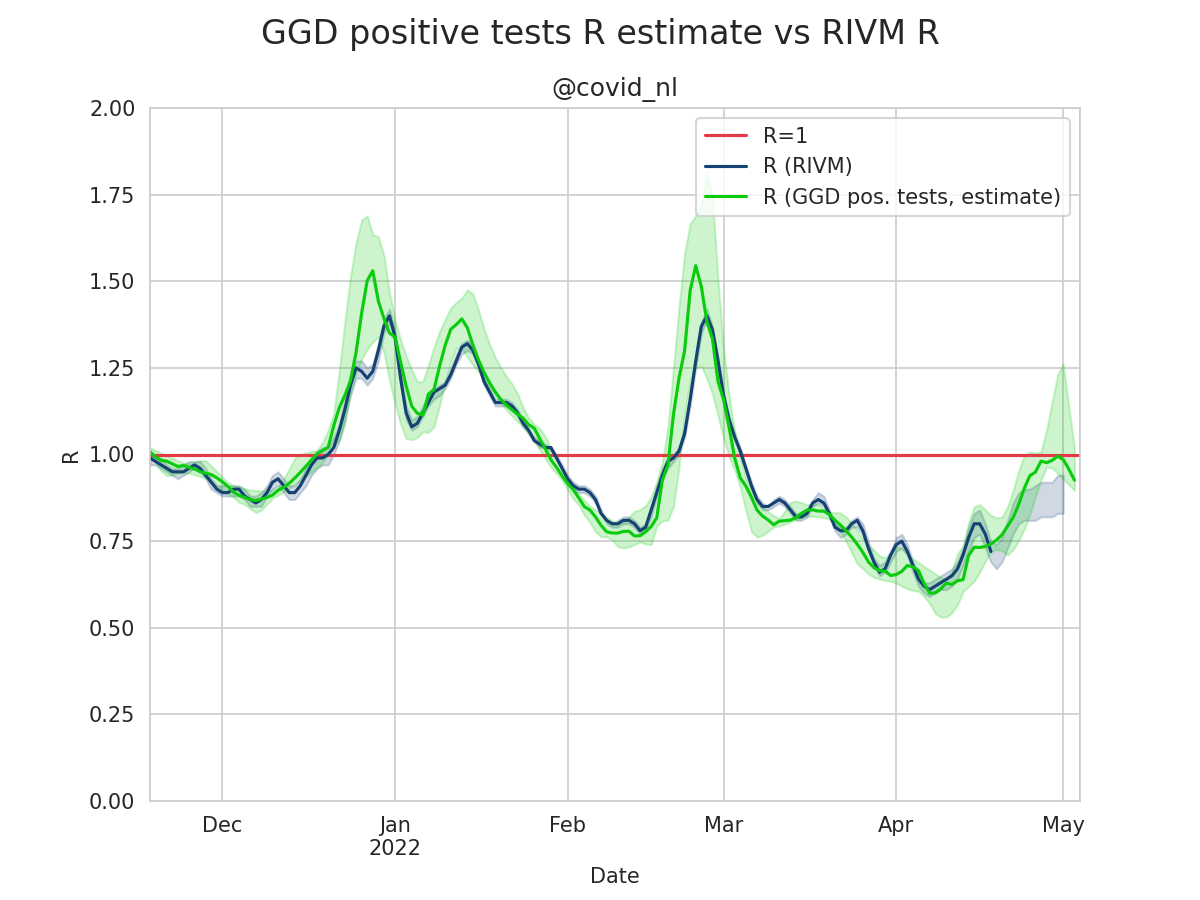 GGD positive tests R estimate vs RIVM R
@covid_nl
R=1
R (RIVM)
R (GGD pos. tests, estimate)
2.00
1.75
1.50
1.25
1.00
0.75
0.50
0.25
0.00
R
Dec
Jan
2022
Feb
Mar
Apr
May
Date